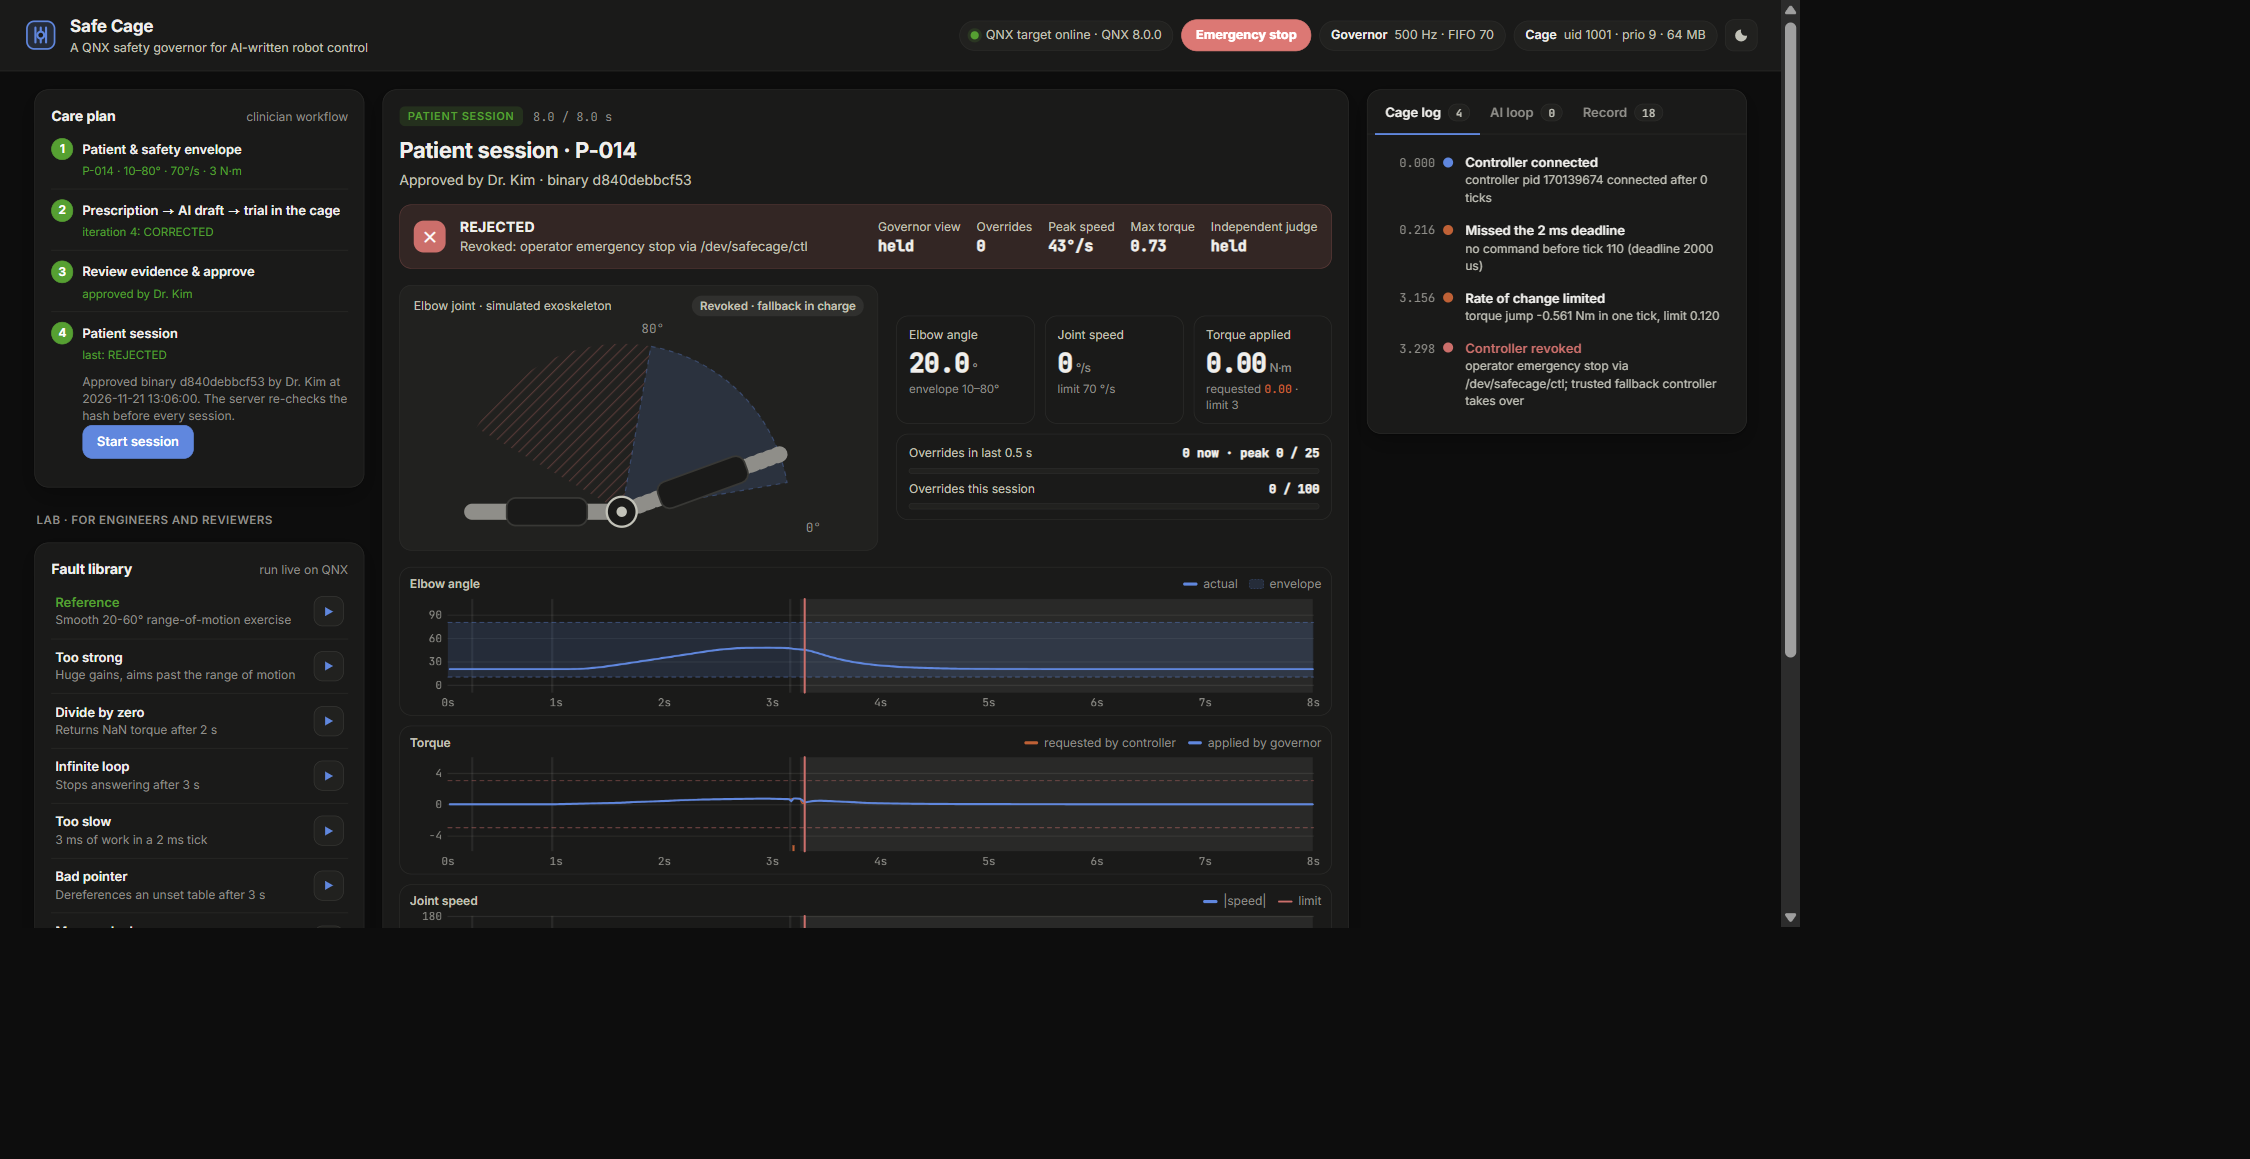 Safe Cage
A QNX safety governor for AI-written robot control
QNX target online · QNX 8.0.0
Emergency stop
Governor 500 Hz · FIFO 70
Cage uid 1001 · prio 9 · 64 MB
Care plan
clinician workflow
1
Patient & safety envelope
P-014 · 10–80° · 70°/s · 3 N·m
2
Prescription → AI draft → trial in the cage
iteration 4: CORRECTED
3
Review evidence & approve
approved by Dr. Kim
4
Patient session
last: REJECTED
Approved binary d840debbcf53 by Dr. Kim at
2026-11-21 13:06:00. The server re-checks the
hash before every session.
Start session
LAB · FOR ENGINEERS AND REVIEWERS
Fault library
run live on QNX
Reference
Smooth 20-60° range-of-motion exercise
Too strong
Huge gains, aims past the range of motion
Divide by zero
Returns NaN torque after 2 s
Infinite loop
Stops answering after 3 s
Too slow
3 ms of work in a 2 ms tick
Bad pointer
Dereferences an unset table after 3 s
PATIENT SESSION
8.0 / 8.0 s
Patient session · P-014
Approved by Dr. Kim · binary d840debbcf53
REJECTED
Revoked: operator emergency stop via /dev/safecage/ctl
Governor view
held
Overrides
0
Peak speed
43°/s
Max torque
0.73
Independent judge
held
Elbow joint · simulated exoskeleton
Revoked · fallback in charge
80°
0°
Elbow angle
20.0 °
envelope 10–80°
Joint speed
0 °/s
limit 70 °/s
Torque applied
0.00 N·m
requested 0.00 ·
limit 3
Overrides in last 0.5 s
0 now · peak 0 / 25
Overrides this session
0 / 100
Elbow angle
actual
envelope
90
60
30
0
0s 1s 2s 3s 4s 5s 6s 7s 8s
Torque
requested by controller
applied by governor
4
0
-4
0s 1s 2s 3s 4s 5s 6s 7s 8s
Joint speed
|speed|
limit
180
Cage log 4
AI loop 0
Record 18
0.000
Controller connected
controller pid 170139674 connected after 0
ticks
0.216
Missed the 2 ms deadline
no command before tick 110 (deadline 2000
us)
3.156
Rate of change limited
torque jump -0.561 Nm in one tick, limit 0.120
3.298
Controller revoked
operator emergency stop via
/dev/safecage/ctl; trusted fallback controller
takes over